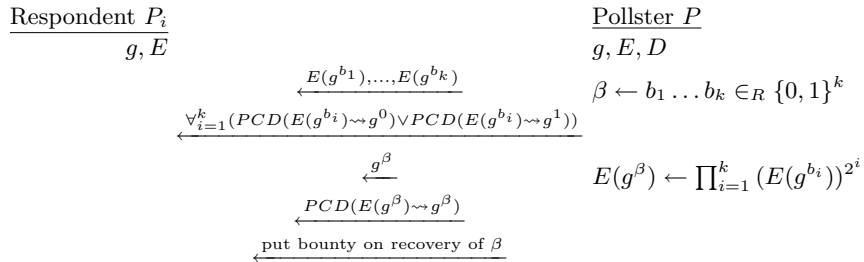 Respondent P_i Pollster P
g, E g, E, D
E(g^{b_1}),...,E(g^{b_k}) β ← b_1 . . . b_k ∈_R {0, 1}^k
∀_{i=1}^k(PCD(E(g^{b_i})⇝g^0)∨PCD(E(g^{b_i})⇝g^1))
g^β E(g^β) ← ∏_{i=1}^k (E(g^{b_i}))^{2^i}
PCD(E(g^β)⇝g^β)
put bounty on recovery of β